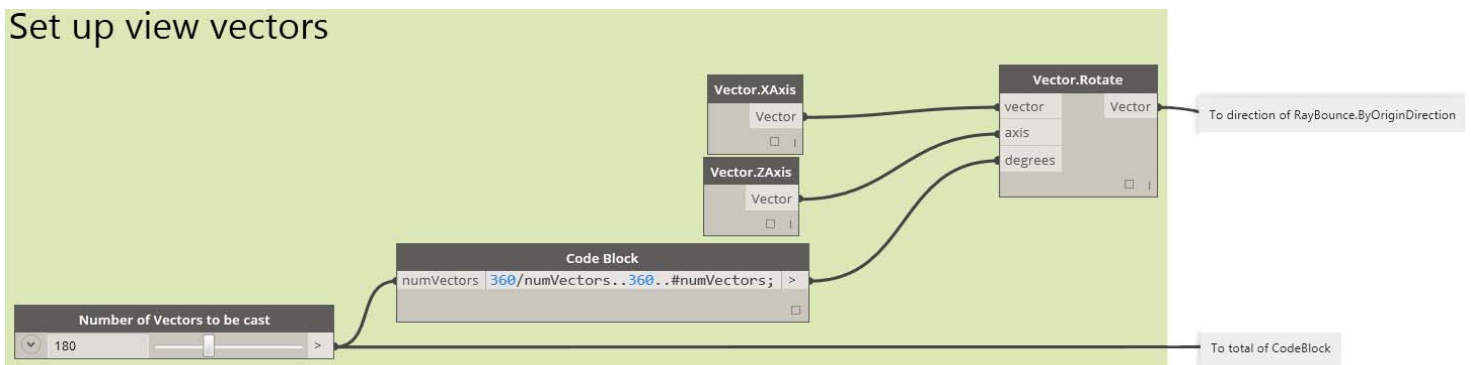 Set up view vectors
Vector.XAxis
Vector
Vector.ZAxis
Vector
Vector.Rotate
vector Vector
axis
degrees
To direction of RayBounce.ByOriginDirection
Code Block
numVectors 360/numVectors..360..#numVectors; >
Number of Vectors to be cast
180 >
To total of CodeBlock